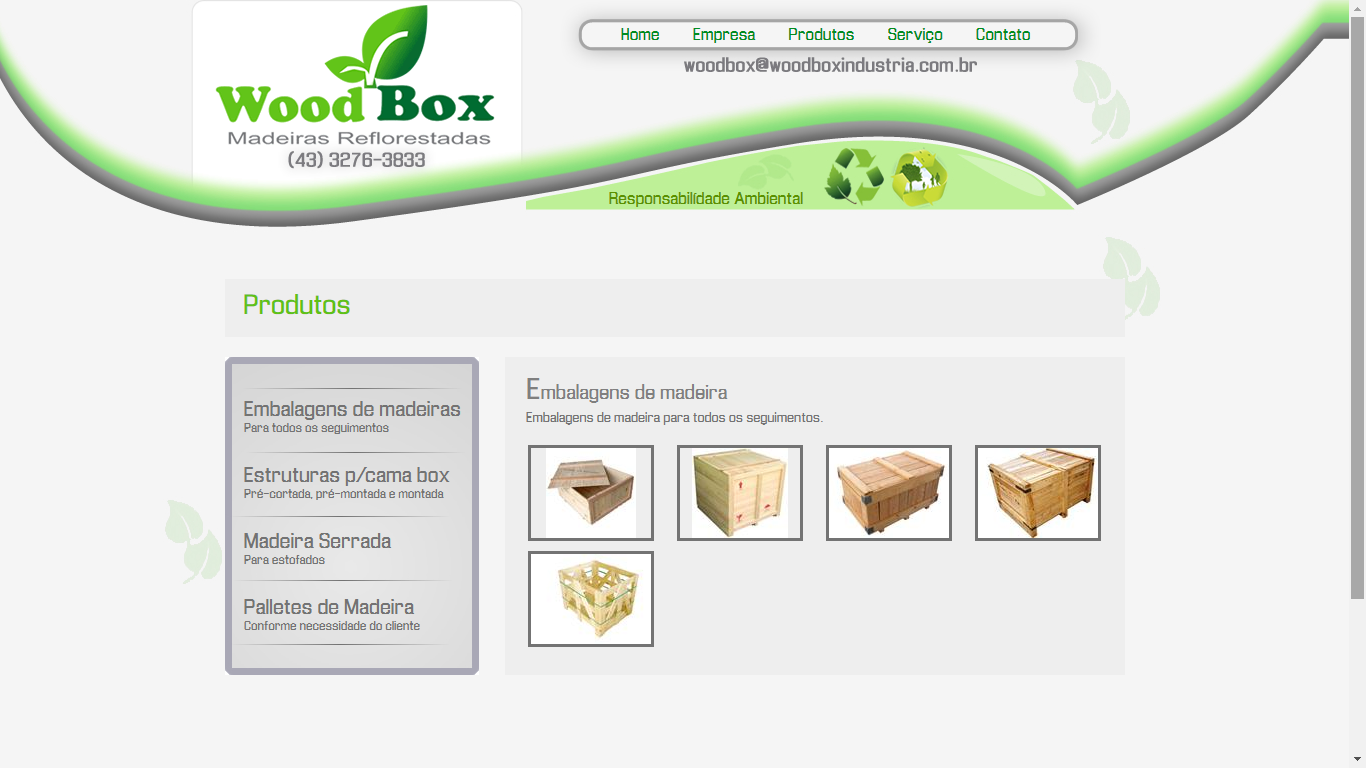 Wood Box
Madeiras Reflorestadas
(43) 3276-3833
Home Empresa Produtos Serviço Contato
woodbox@woodboxindustria.com.br
Responsabilidade Ambiental
Produtos
Embalagens de madeiras
Para todos os seguimentos
Estruturas p/cama box
Pré-cortada, pré-montada e montada
Madeira Serrada
Para estofados
Palletes de Madeira
Conforme necessidade do cliente
Embalagens de madeira
Embalagens de madeira para todos os seguimentos.